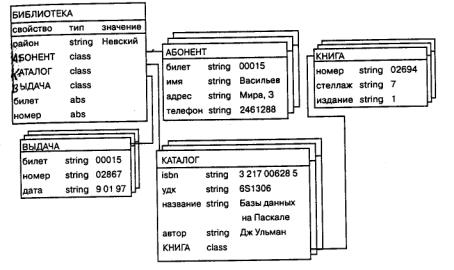 БИБЛИОТЕКА
свойство тип значение
район string Невский
АБОНЕНТ class
КАТАЛОГ class
ВЫДАЧА class
билет abs
номер abs
АБОНЕНТ
билет string 00015
имя string Васильев
адрес string Мира, 3
телефон string 2461288
КНИГА
номер string 02694
стеллаж string 7
издание string 1
ВЫДАЧА
билет string 00015
номер string 02867
дата string 9 01 97
КАТАЛОГ
isbn string 3 217 00628 5
удк string 6S1306
название string Базы данных
на Паскале
автор string Дж Ульман
КНИГА class